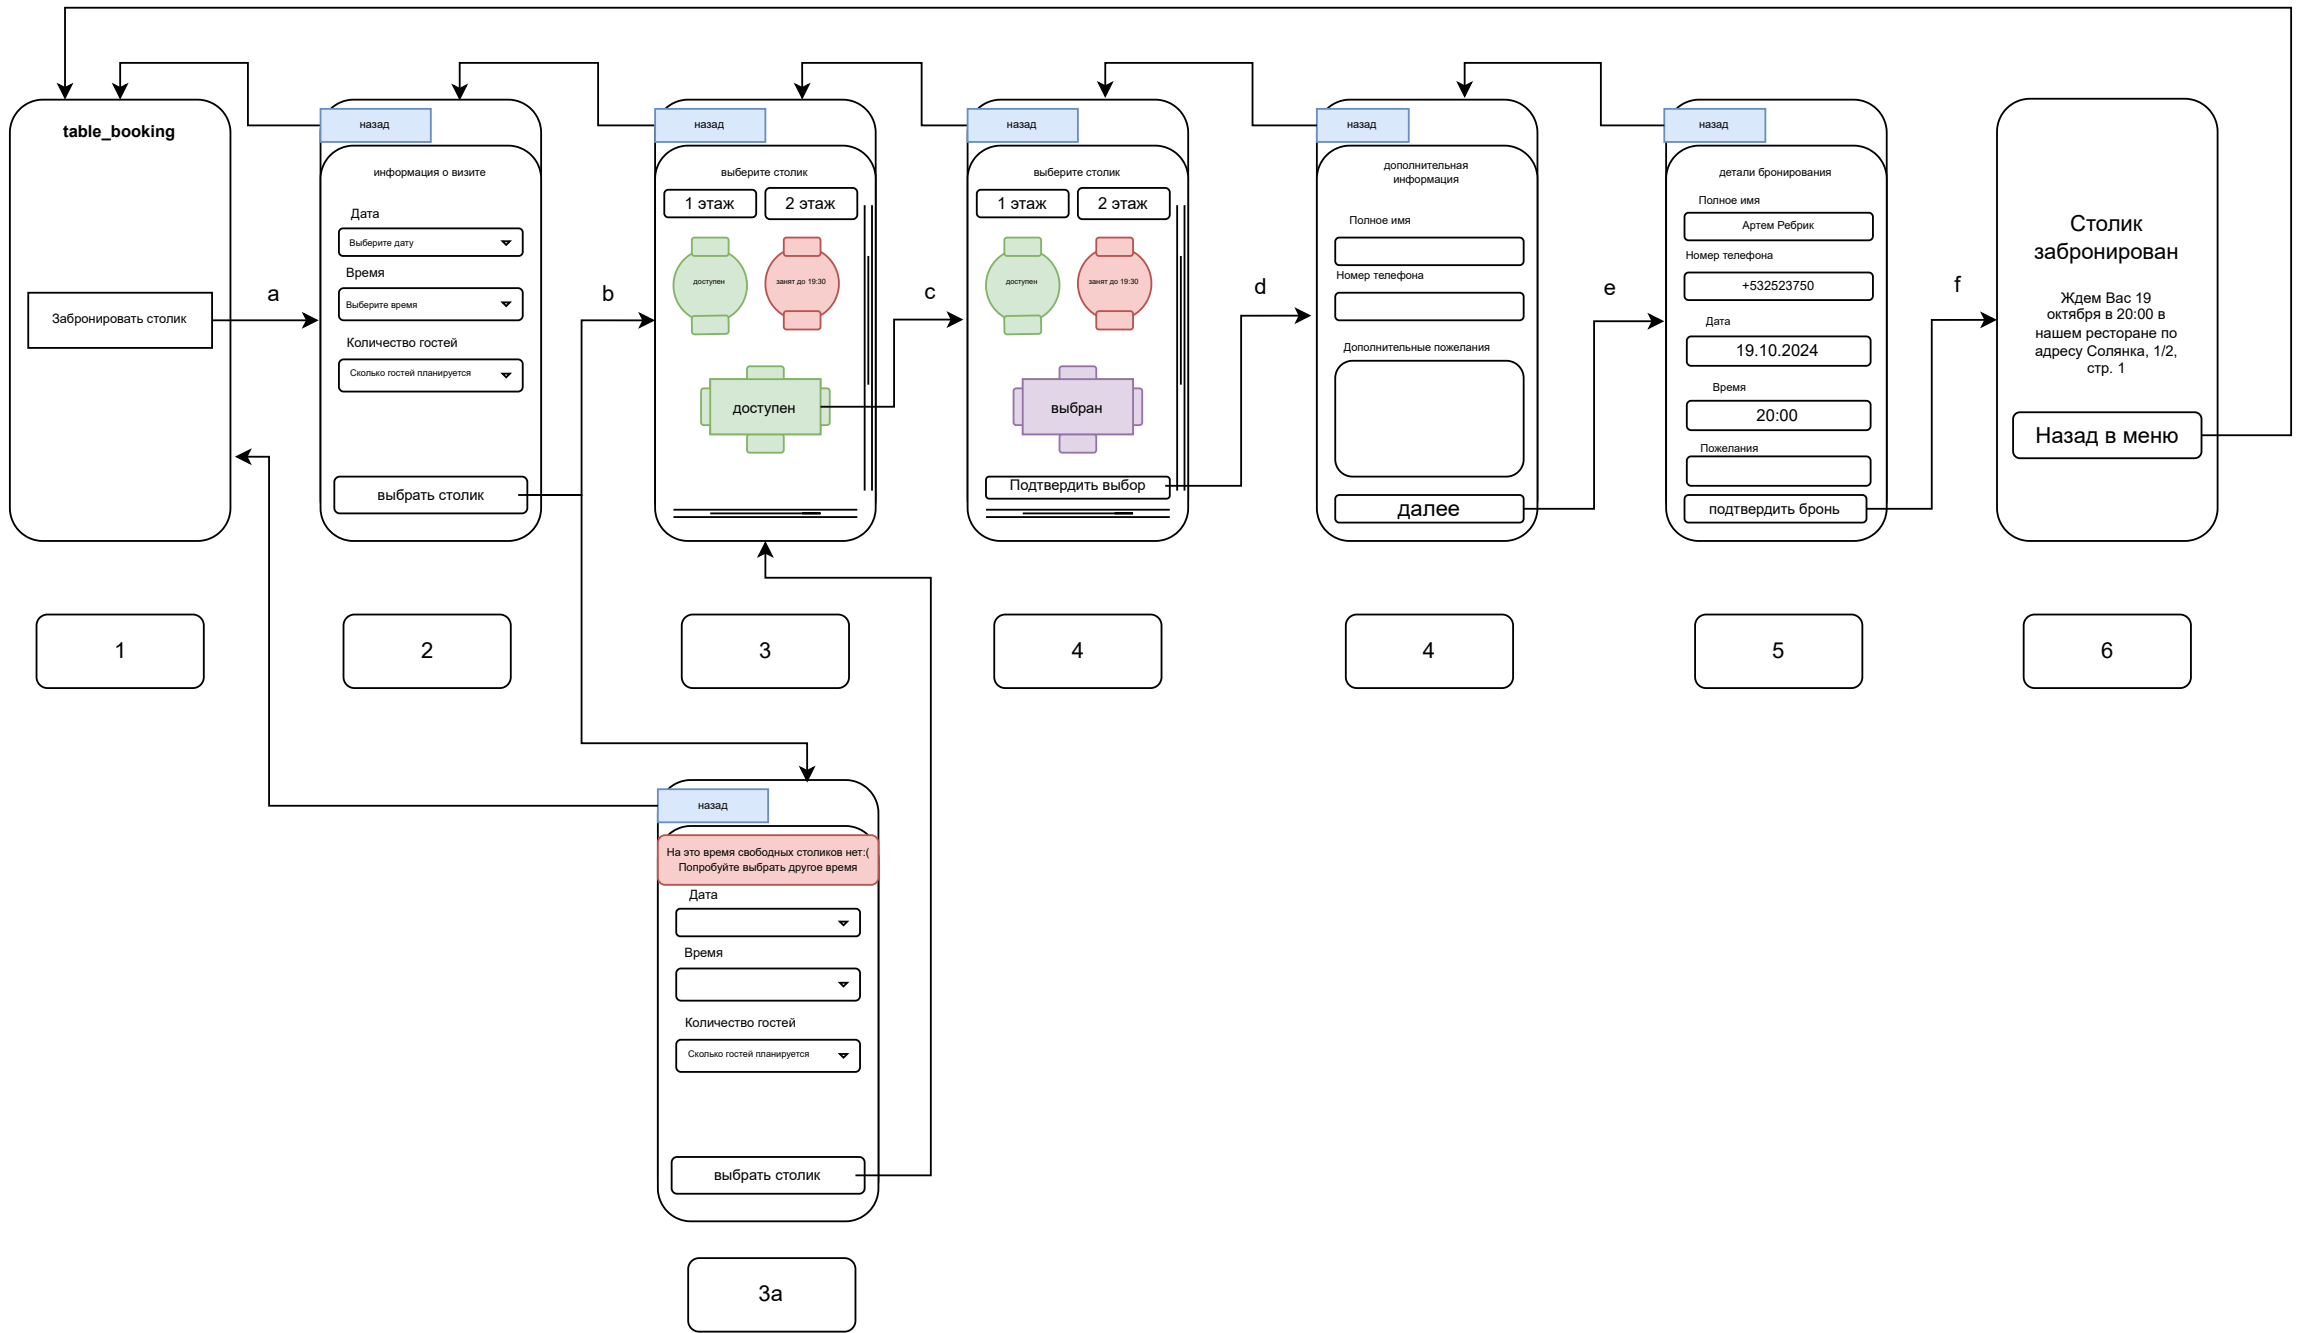 table_booking
Забронировать столик
a
назад
информация о визите
Дата
Выберите дату
Время
Выберите время
Количество гостей
Сколько гостей планируется
выбрать столик
b
назад
выберите столик
1 этаж
2 этаж
доступен
занят до 19:30
доступен
c
назад
выберите столик
1 этаж
2 этаж
доступен
занят до 19:30
выбран
Подтвердить выбор
d
назад
дополнительная
информация
Полное имя
Номер телефона
Дополнительные пожелания
далее
e
назад
детали бронирования
Полное имя
Артем Ребрик
Номер телефона
+532523750
Дата
19.10.2024
Время
20:00
Пожелания
подтвердить бронь
f
Столик
забронирован
Ждем Вас 19
октября в 20:00 в
нашем ресторане по
адресу Солянка, 1/2,
стр. 1
Назад в меню
1
2
3
4
4
5
6
назад
На это время свободных столиков нет:(
Попробуйте выбрать другое время
Дата
Время
Количество гостей
Сколько гостей планируется
выбрать столик
3а